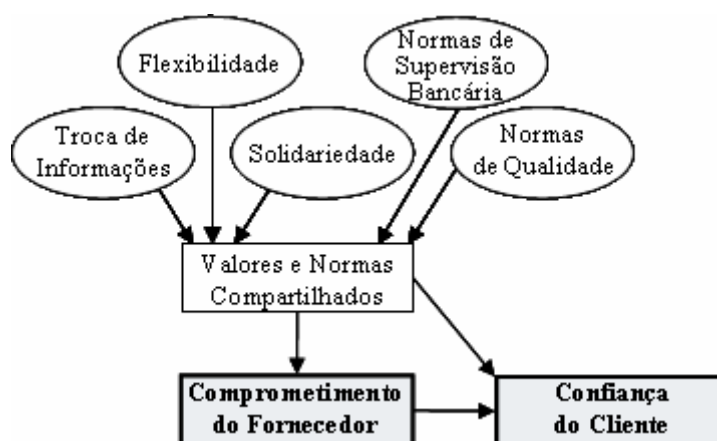 Flexibilidade
Normas de
Supervisão
Bancária
Troca de
Informações
Solidariedade
Normas
de Qualidade
Valores e Normas
Compartilhados
Comprometimento
do Fornecedor
Confiança
do Cliente